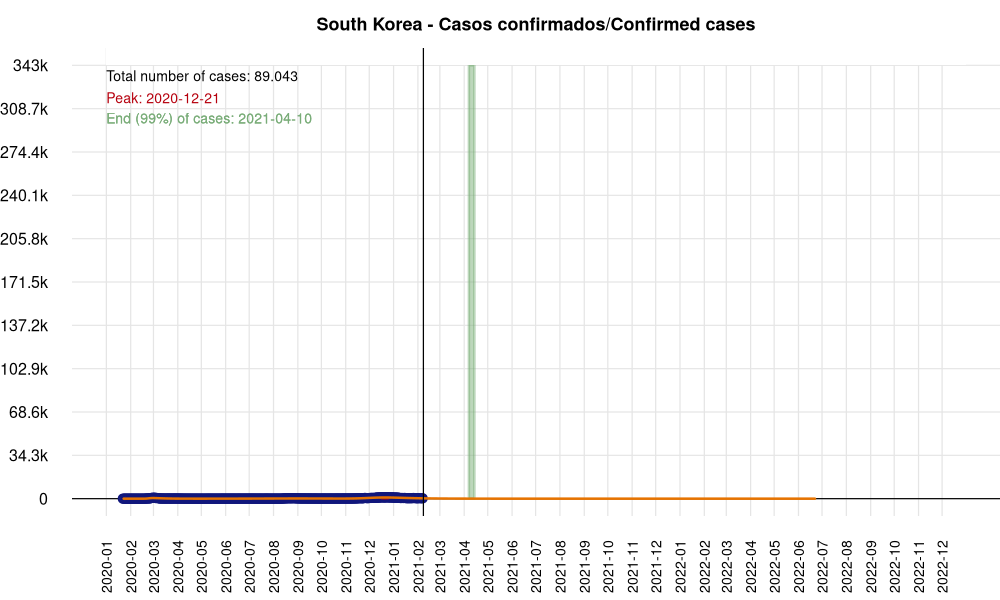 South Korea - Casos confirmados/Confirmed cases
343k
308.7k
274.4k
240.1k
205.8k
171.5k
137.2k
102.9k
68.6k
34.3k
0
Total number of cases: 89.043
Peak: 2020-12-21
End (99%) of cases: 2021-04-10
2020-01
2020-02
2020-03
2020-04
2020-05
2020-06
2020-07
2020-08
2020-09
2020-10
2020-11
2020-12
2021-01
2021-02
2021-03
2021-04
2021-05
2021-06
2021-07
2021-08
2021-09
2021-10
2021-11
2021-12
2022-01
2022-02
2022-03
2022-04
2022-05
2022-06
2022-07
2022-08
2022-09
2022-10
2022-11
2022-12